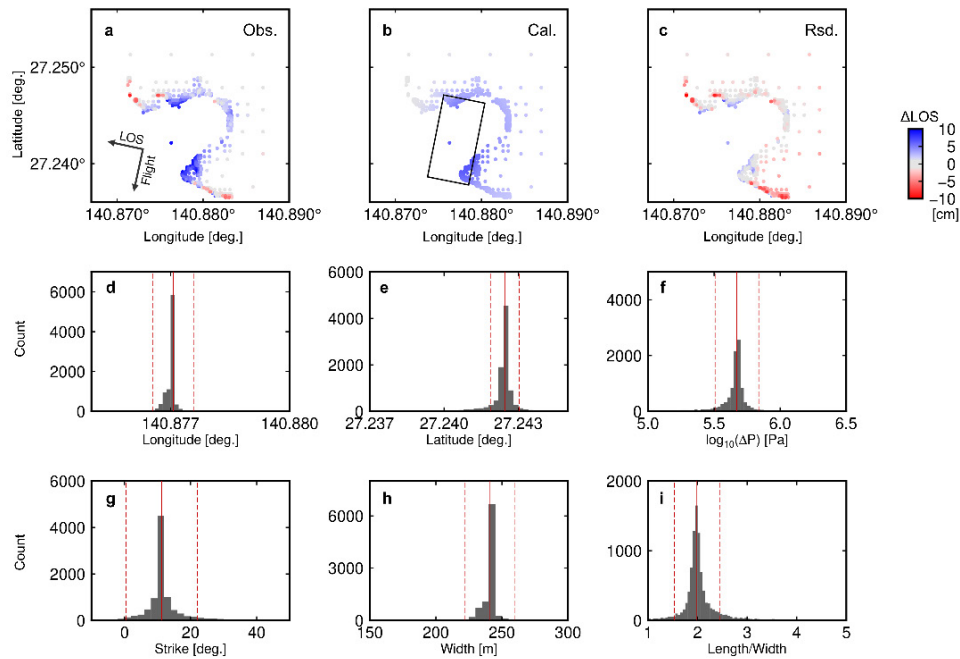 a Obs. b Cal. c Rsd.
27.250°
27.240°
Latitude [deg.]
LOS
Flight
140.870° 140.880° 140.890°
140.870° 140.880° 140.890°
140.870° 140.880° 140.890°
Longitude [deg.] Longitude [deg.] Longitude [deg.]
ΔLOS
10
5
0
−5
−10
[cm]
d
6000
4000
2000
0
Count
140.877 140.880
Longitude [deg.]
e
6000
4000
2000
0
27.237 27.240 27.243
Latitude [deg.]
f
4000
2000
0
5.0 5.5 6.0 6.5
log10(ΔP) [Pa]
g
6000
4000
2000
0
Count
0 20 40
Strike [deg.]
h
6000
3000
0
150 200 250 300
Width [m]
i
2000
1000
0
1 2 3 4 5
Length/Width